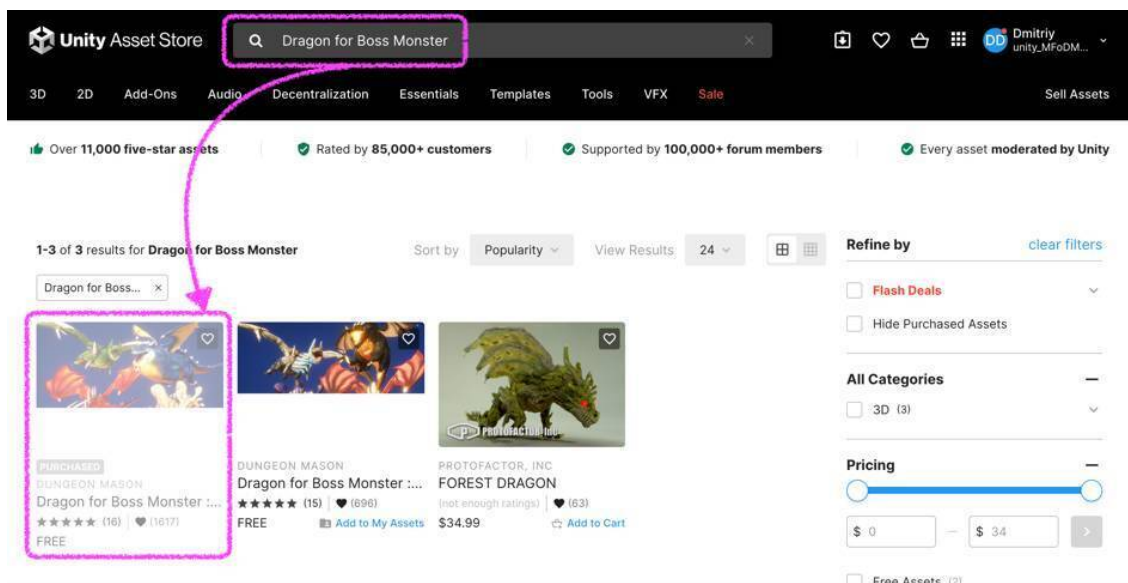 Unity Asset Store
Dragon for Boss Monster
DD
Dmitriy
unity_MFoDM...
3D 2D Add-Ons Audio Decentralization Essentials Templates Tools VFX Sale
Sell Assets
Over 11,000 five-star assets
Rated by 85,000+ customers
Supported by 100,000+ forum members
Every asset moderated by Unity
1-3 of 3 results for Dragon for Boss Monster
Sort by Popularity
View Results 24
Dragon for Boss... ×
PURCHASED
DUNGEON MASON
Dragon for Boss Monster :...
★★★★★ (16) (1617)
FREE
DUNGEON MASON
Dragon for Boss Monster :...
★★★★★ (15) (696)
FREE Add to My Assets
PROTOFACTOR INC
PROTOFACTOR, INC
FOREST DRAGON
(not enough ratings) (63)
$34.99 Add to Cart
Refine by clear filters
Flash Deals
Hide Purchased Assets
All Categories
3D (3)
Pricing
$ 0 – $ 34
Free Assets (2)